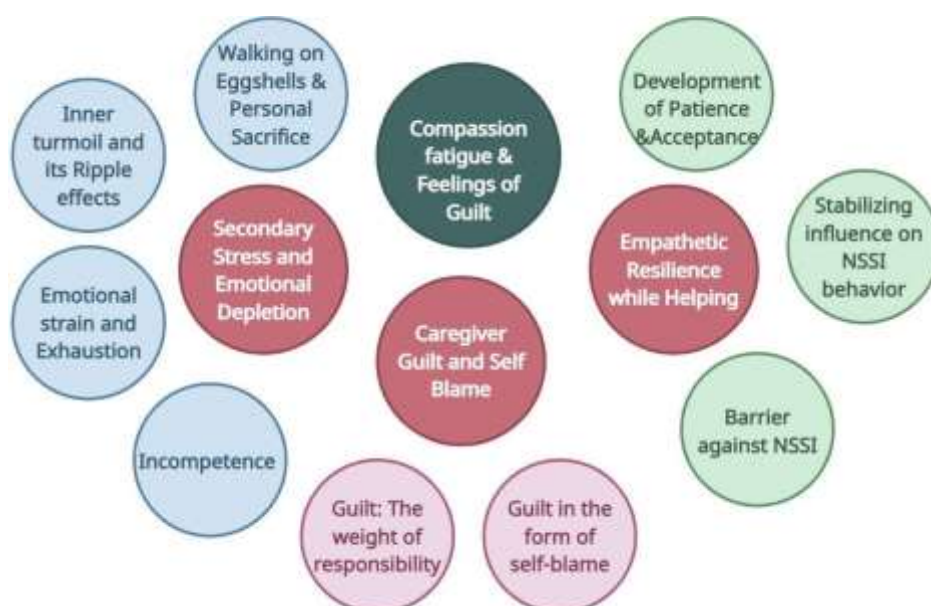 Walking on
Eggshells &
Personal
Sacrifice
Inner
turmoil and
its Ripple
effects
Compassion
fatigue &
Feelings of
Guilt
Development
of Patience
&Acceptance
Secondary
Stress and
Emotional
Depletion
Empathetic
Resilience
while Helping
Stabilizing
influence on
NSSI
behavior
Emotional
strain and
Exhaustion
Caregiver
Guilt and Self
Blame
Incompetence
Barrier
against NSSI
Guilt: The
weight of
responsibility
Guilt in the
form of
self-blame